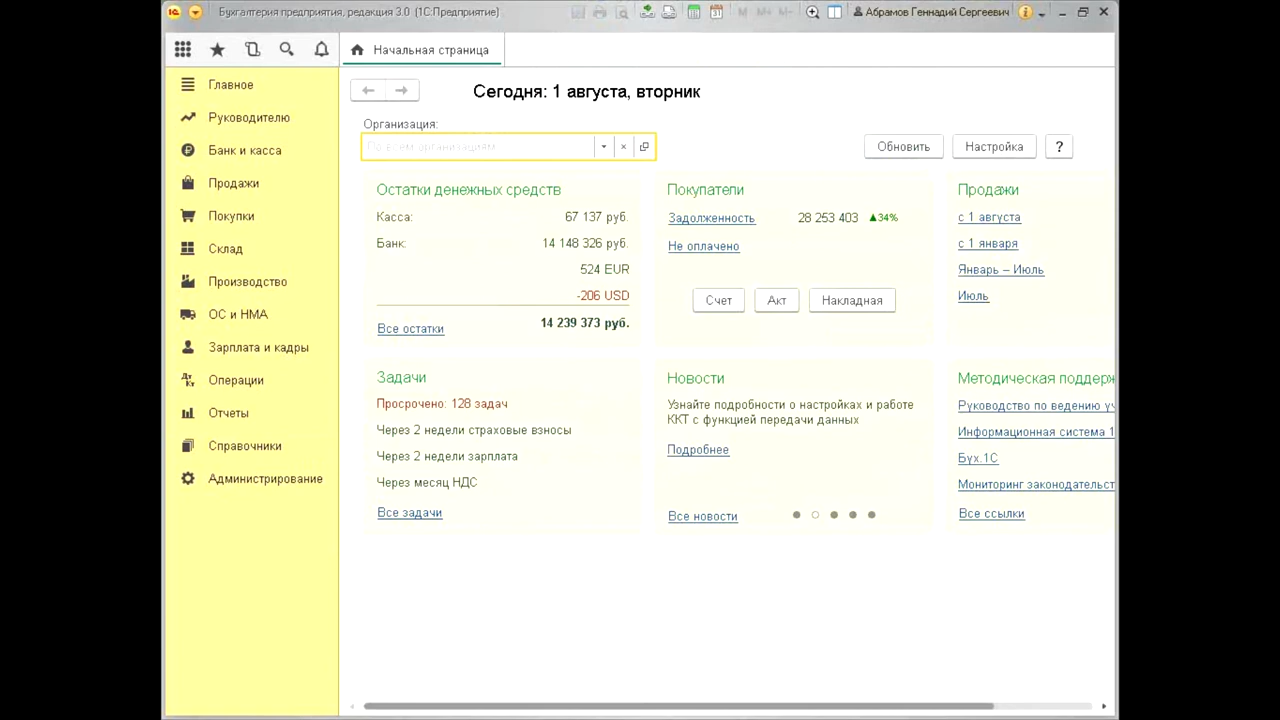 Бухгалтерия предприятия, редакция 3.0 (1С:Предприятие)
M M+ M-
Абрамов Геннадий Сергеевич
Начальная страница
Главное
Руководителю
Банк и касса
Продажи
Покупки
Склад
Производство
ОС и НМА
Зарплата и кадры
Операции
Отчеты
Справочники
Администрирование
Сегодня: 1 августа, вторник
Организация:
По всем организациям
Обновить
Настройка
?
Остатки денежных средств
Касса: 67 137 руб.
Банк: 14 148 326 руб.
524 EUR
-206 USD
Все остатки 14 239 373 руб.
Покупатели
Задолженность 28 253 403 ▲34%
Не оплачено
Счет Акт Накладная
Продажи
с 1 августа
с 1 января
Январь – Июль
Июль
Задачи
Просрочено: 128 задач
Через 2 недели страховые взносы
Через 2 недели зарплата
Через месяц НДС
Все задачи
Новости
Узнайте подробности о настройках и работе
ККТ с функцией передачи данных
Подробнее
Все новости
Методическая поддерж
Руководство по ведению уч
Информационная система 1
Бух.1С
Мониторинг законодательст
Все ссылки